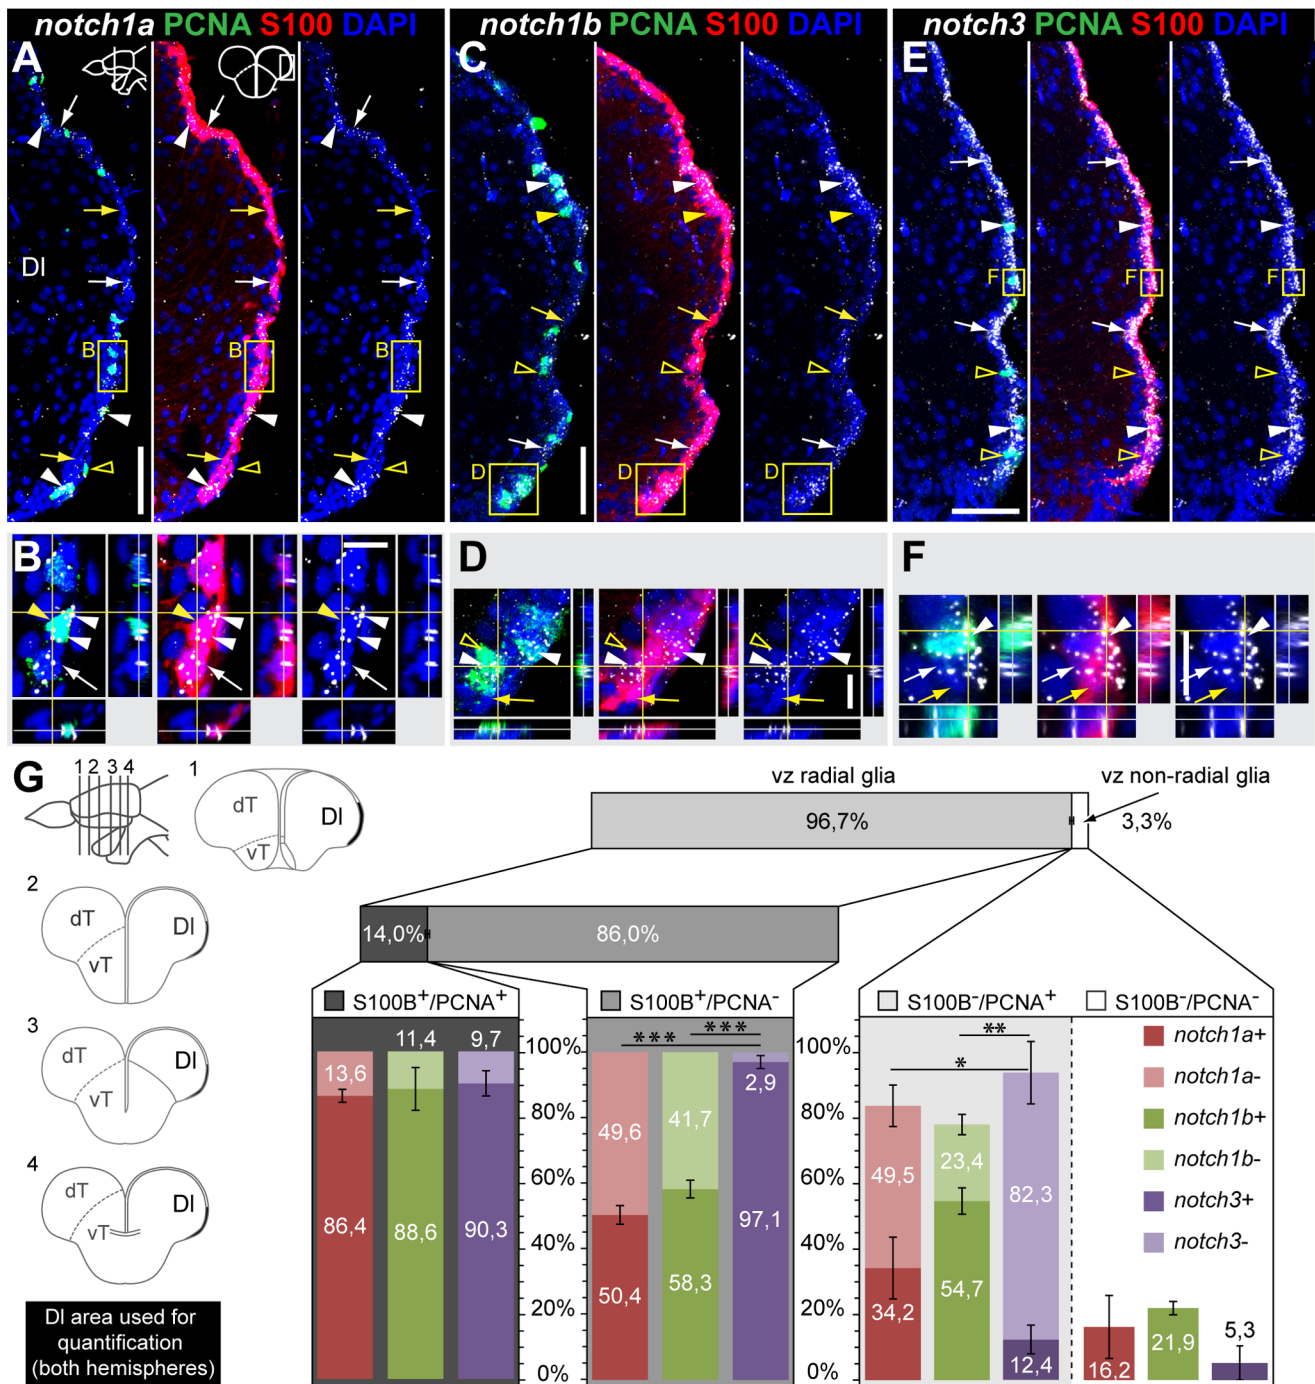 notch1a PCNA S100 DAPI
notch1b PCNA S100 DAPI
notch3 PCNA S100 DAPI
A
C
E
Dl
B
B
B
D
D
D
F
F
F
B
D
F
G
1 2 3 4
1
dT
Dl
vT
2
dT
Dl
vT
3
dT
Dl
vT
4
dT
Dl
vT
Dl area used for
quantification
(both hemispheres)
vz radial glia
vz non-radial glia
96,7%
3,3%
14,0%
86,0%
S100B+/PCNA+
S100B+/PCNA-
S100B-/PCNA+
S100B-/PCNA-
11,4
9,7
13,6
86,4
88,6
90,3
100%
80%
60%
40%
20%
0%
***
***
49,6
41,7
2,9
50,4
58,3
97,1
100%
80%
60%
40%
20%
0%
**
*
49,5
23,4
82,3
34,2
54,7
12,4
notch1a+
notch1a-
notch1b+
notch1b-
notch3+
notch3-
16,2
21,9
5,3